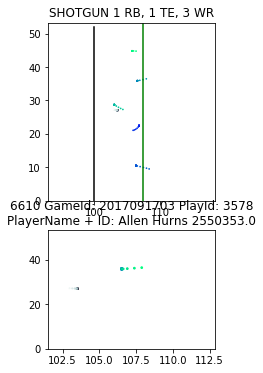 SHOTGUN 1 RB, 1 TE, 3 WR
50
40
30
20
10
0
100 110
6610 GameId: 2017091703 PlayId: 3578
PlayerName + ID: Allen Hurns 2550353.0
40
20
0
102.5 105.0 107.5 110.0 112.5